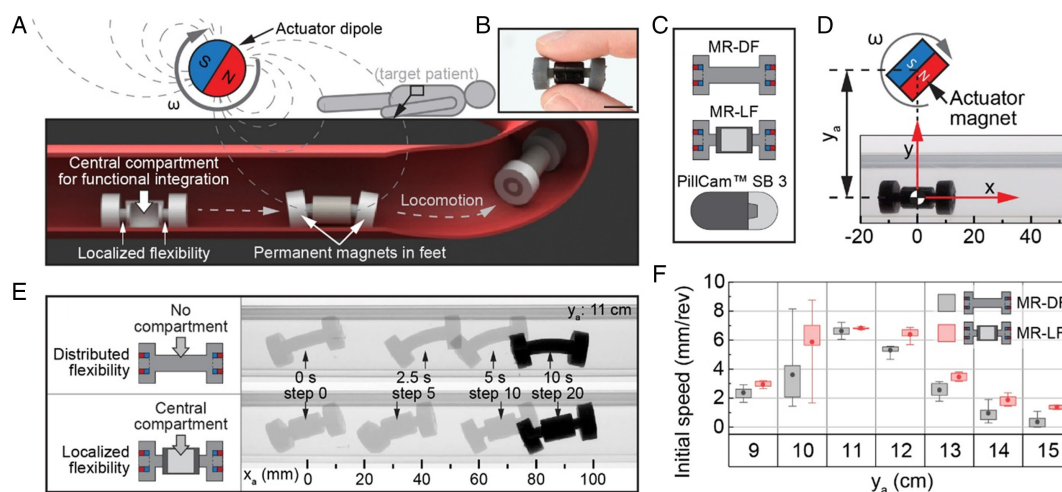 A
S
N
ω
Actuator dipole
(target patient)
Central compartment
for functional integration
Locomotion
Localized flexibility
Permanent magnets in feet
B
C
MR-DF
MR-LF
PillCam™ SB 3
D
ω
S
N
Actuator
magnet
yₐ
y
x
-20 0 20 40
E
No
compartment
Distributed
flexibility
Central
compartment
Localized
flexibility
yₐ: 11 cm
0 s 2.5 s 5 s 10 s
step 0 step 5 step 10 step 20
xₐ (mm) 0 20 40 60 80 100
F
Initial speed (mm/rev)
10
8
6
4
2
0
MR-DF
MR-LF
9 10 11 12 13 14 15
yₐ (cm)